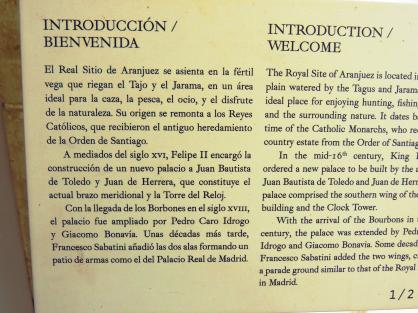 INTRODUCCIÓN /
BIENVENIDA
El Real Sitio de Aranjuez se asienta en la fértil
vega que riegan el Tajo y el Jarama, en un área
ideal para la caza, la pesca, el ocio, y el disfrute
de la naturaleza. Su origen se remonta a los Reyes
Católicos, que recibieron el antiguo heredamiento
de la Orden de Santiago.
A mediados del siglo XVI, Felipe II encargó la
construcción de un nuevo palacio a Juan Bautista
de Toledo y Juan de Herrera, que constituye el
actual brazo meridional y la Torre del Reloj.
Con la llegada de los Borbones en el siglo XVIII,
el palacio fue ampliado por Pedro Caro Idrogo
y Giacomo Bonavía. Unas décadas más tarde,
Francesco Sabatini añadió las dos alas formando un
patio de armas como el del Palacio Real de Madrid.
INTRODUCTION /
WELCOME
The Royal Site of Aranjuez is located in
plain watered by the Tagus and Jarama
ideal place for enjoying hunting, fishing
and the surrounding nature. It dates ba
time of the Catholic Monarchs, who rec
country estate from the Order of Santiag
In the mid-16th century, King
ordered a new palace to be built by the a
Juan Bautista de Toledo and Juan de Herr
palace comprised the southern wing of the
building and the Clock Tower.
With the arrival of the Bourbons in
century, the palace was extended by Ped
Idrogo and Giacomo Bonavia. Some decad
Francesco Sabatini added the two wings, c
a parade ground similar to that of the Royal
in Madrid.
1/2